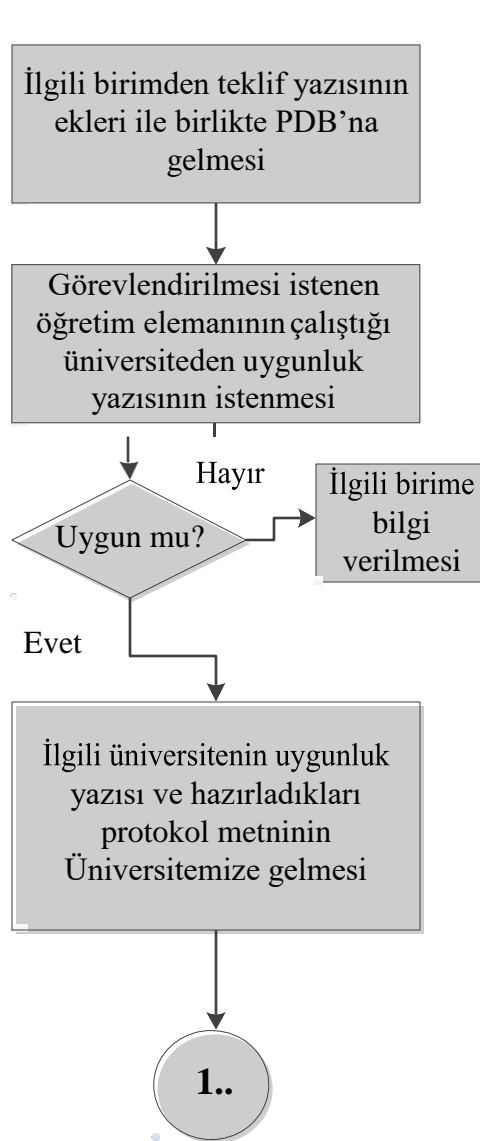 İlgili birimden teklif yazısının
ekleri ile birlikte PDB’na
gelmesi
Görevlendirilmesi istenen
öğretim elemanının çalıştığı
üniversiteden uygunluk
yazısının istenmesi
Hayır
İlgili birime
bilgi
verilmesi
Uygun mu?
Evet
İlgili üniversitenin uygunluk
yazısı ve hazırladıkları
protokol metninin
Üniversitemize gelmesi
1..